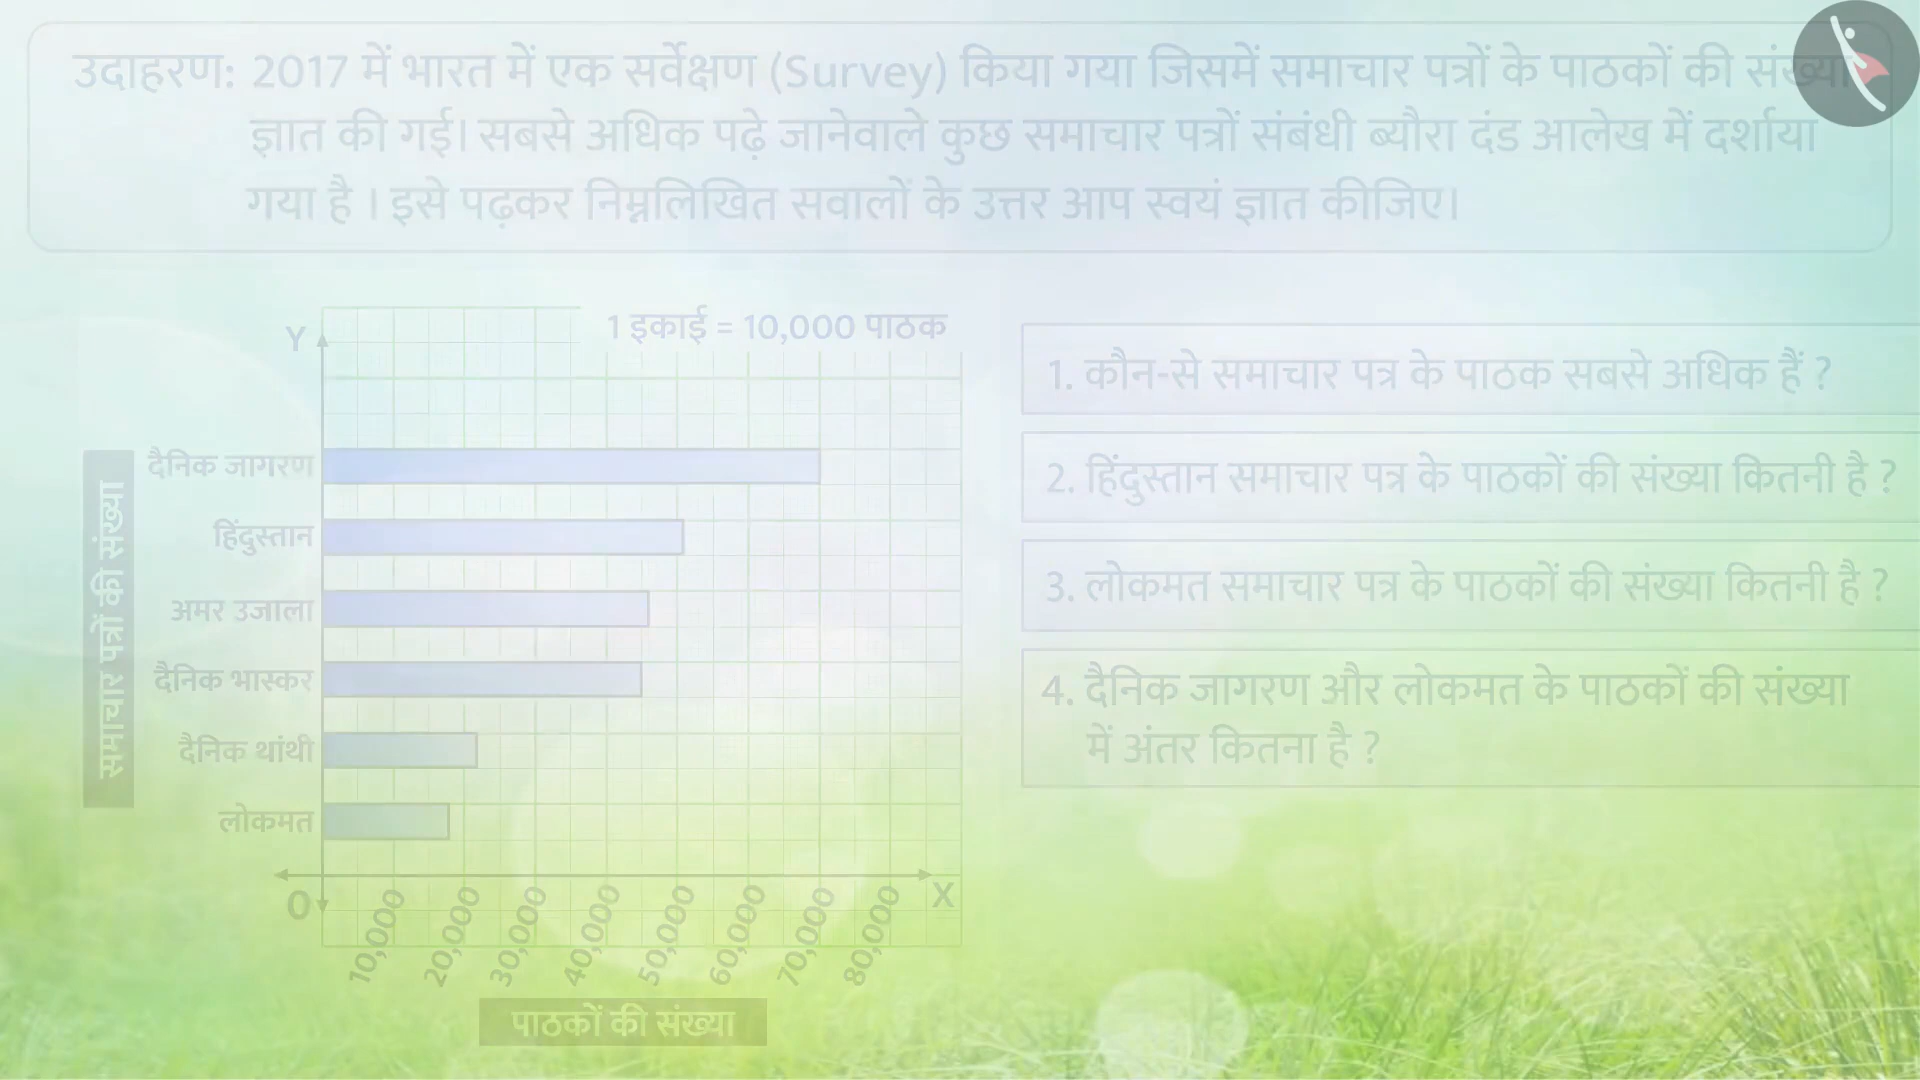 उदाहरण: 2017 में भारत में एक सर्वेक्षण (Survey) किया गया जिसमें समाचार पत्रों के पाठकों की संख्या
ज्ञात की गई। सबसे अधिक पढ़े जानेवाले कुछ समाचार पत्रों संबंधी ब्यौरा दंड आलेख में दर्शाया
गया है । इसे पढ़कर निम्नलिखित सवालों के उत्तर आप स्वयं ज्ञात कीजिए।
Y
1 इकाई = 10,000 पाठक
समाचार पत्रों की संख्या
दैनिक जागरण
हिंदुस्तान
अमर उजाला
दैनिक भास्कर
दैनिक थांथी
लोकमत
O
X
10,000
20,000
30,000
40,000
50,000
60,000
70,000
80,000
पाठकों की संख्या
1. कौन-से समाचार पत्र के पाठक सबसे अधिक हैं ?
2. हिंदुस्तान समाचार पत्र के पाठकों की संख्या कितनी है ?
3. लोकमत समाचार पत्र के पाठकों की संख्या कितनी है ?
4. दैनिक जागरण और लोकमत के पाठकों की संख्या
में अंतर कितना है ?